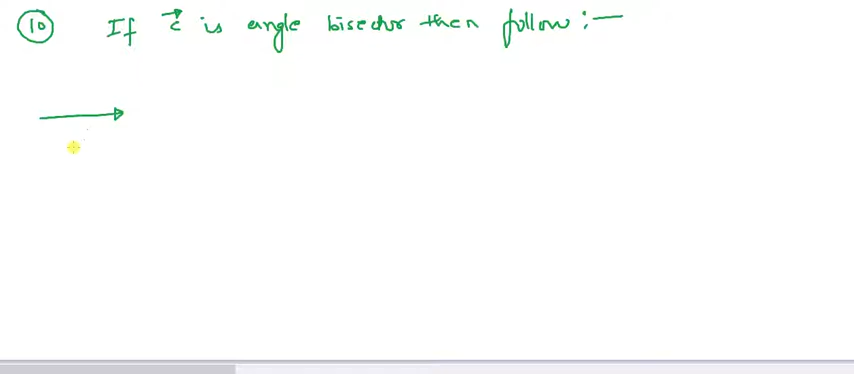 10 If c⃗ is angle bisector then follow :—